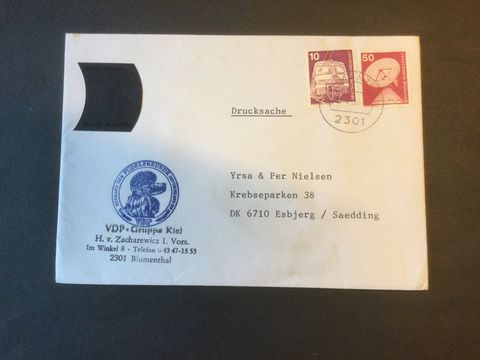 10
50
Drucksache
2301
VDP
VDP-Gruppe Kiel
H. v. Zacharewicz I. Vors.
Im Winkel 8 · Telefon 0 43 47-15 53
2301 Blumenthal
Yrsa & Per Nielsen
Krebseparken 38
DK 6710 Esbjerg / Saedding